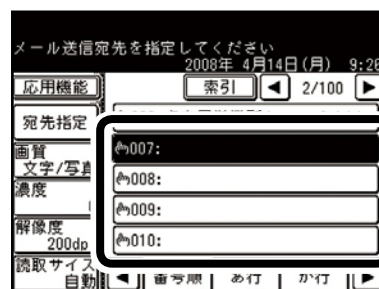 メール送信宛先を指定してください
2008年 4月14日(月) 9:26
応用機能 索引 2/100
宛先指定
007:
画質
文字/写真
008:
濃度
009:
解像度
200dp
010:
読取サイズ
自動
番号順 あ行 か行